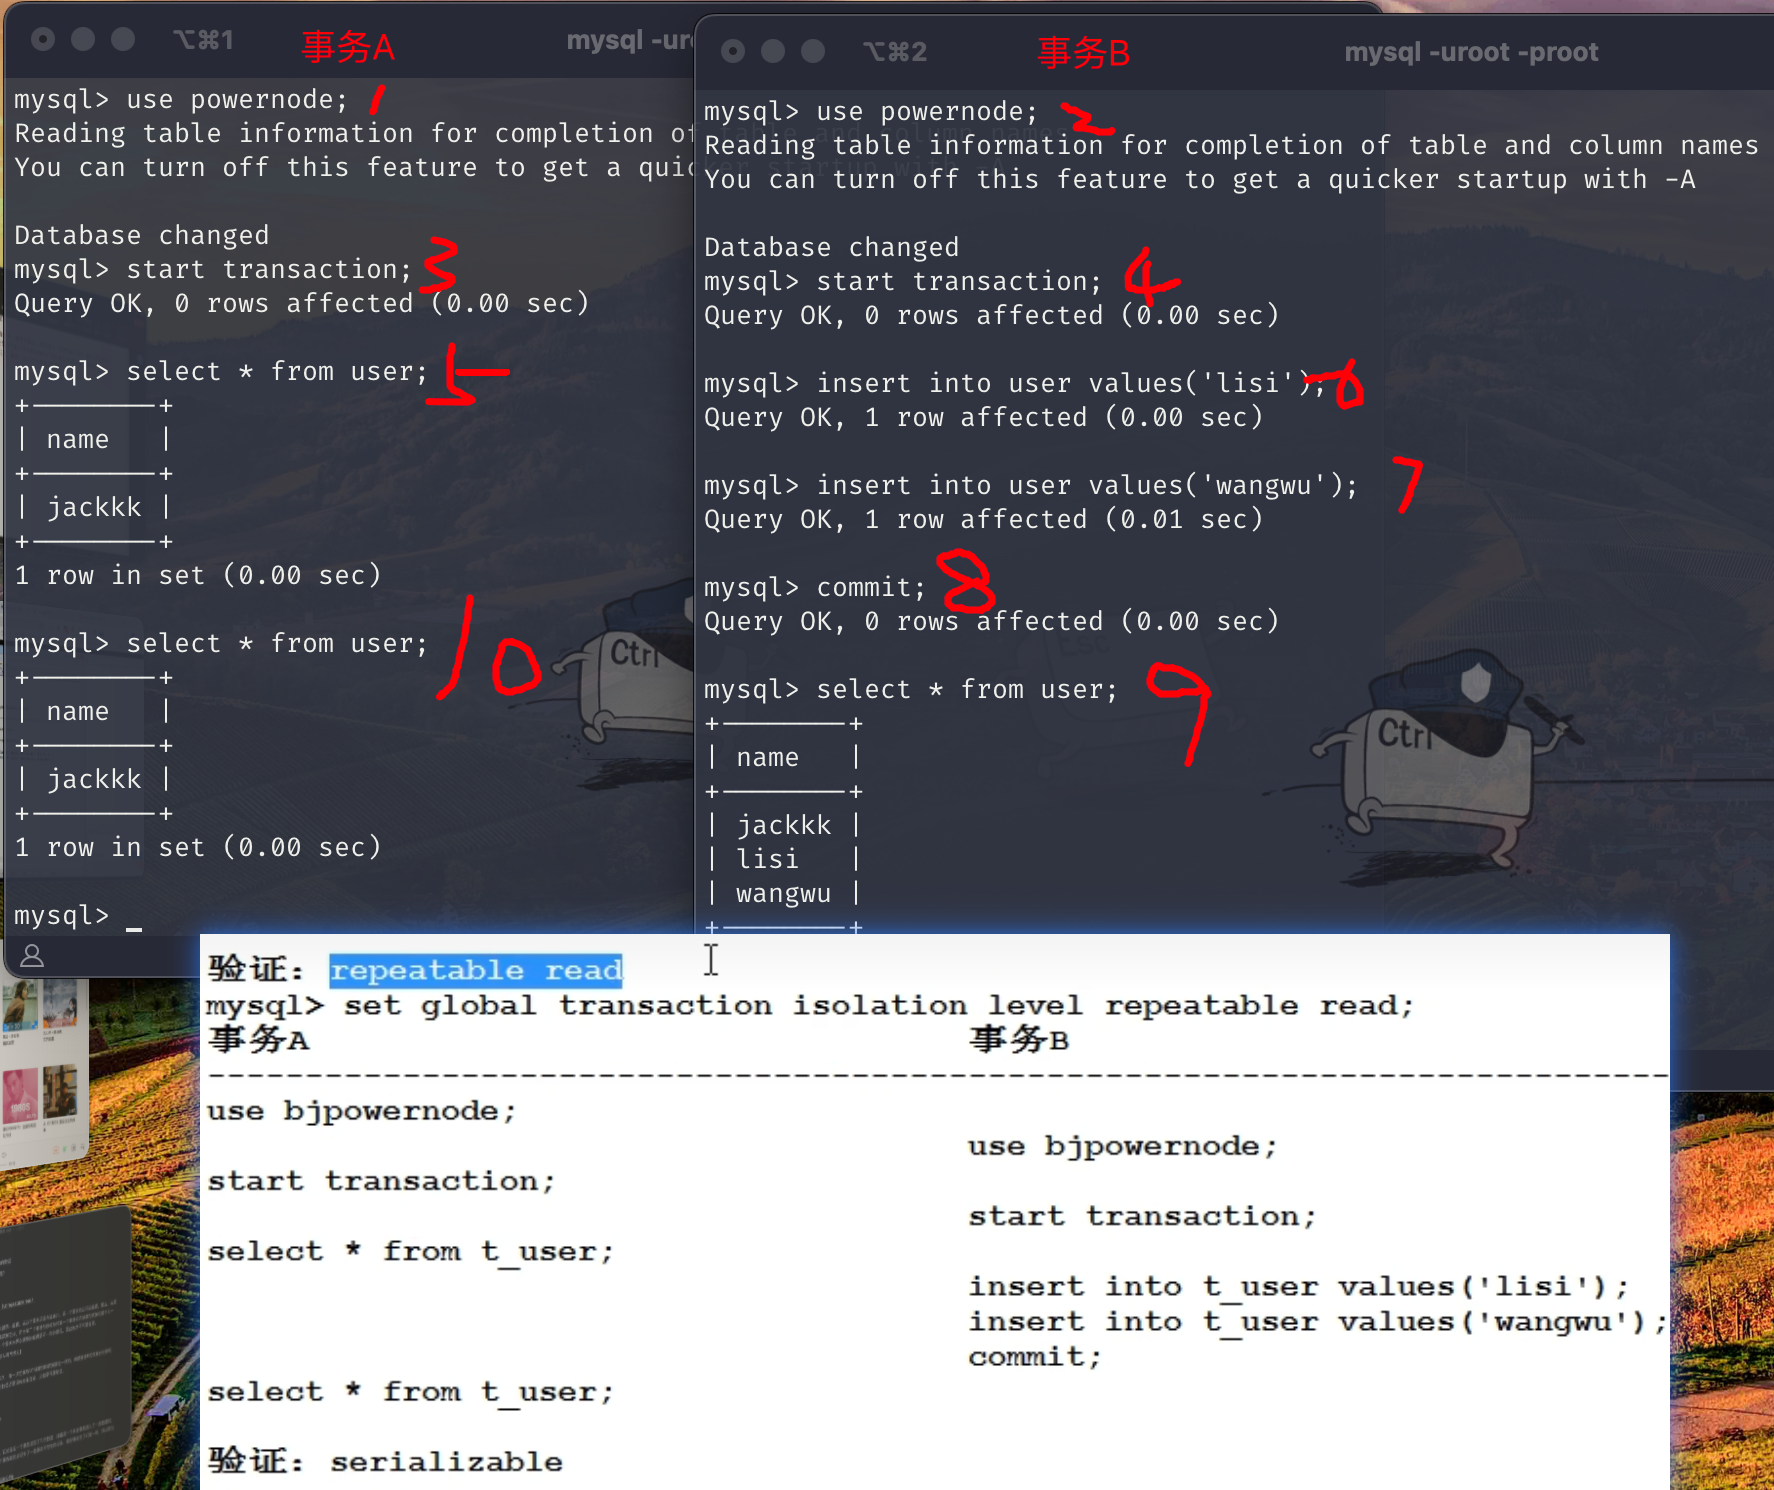 ⌥⌘1
事务A
mysql -uro
mysql> use powernode; 1
Reading table information for completion of
You can turn off this feature to get a quic
Database changed
mysql> start transaction; 3
Query OK, 0 rows affected (0.00 sec)
mysql> select * from user; 5
+--------+
| name   |
+--------+
| jackkk |
+--------+
1 row in set (0.00 sec)
mysql> select * from user; 10
+--------+
| name   |
+--------+
| jackkk |
+--------+
1 row in set (0.00 sec)
mysql> _
Ctrl
⌥⌘2
事务B
mysql -uroot -proot
mysql> use powernode; 2
Reading table information for completion of table and column names
You can turn off this feature to get a quicker startup with -A
Database changed
mysql> start transaction; 4
Query OK, 0 rows affected (0.00 sec)
mysql> insert into user values('lisi'); 6
Query OK, 1 row affected (0.00 sec)
mysql> insert into user values('wangwu'); 7
Query OK, 1 row affected (0.01 sec)
mysql> commit; 8
Query OK, 0 rows affected (0.00 sec)
Esc
mysql> select * from user; 9
+--------+
| name   |
+--------+
| jackkk |
| lisi   |
| wangwu |
+--------+
Ctrl
验证：repeatable read
mysql> set global transaction isolation level repeatable read;
事务A 事务B
--------------------------------------------------------------------------------
use bjpowernode;
use bjpowernode;
start transaction;
start transaction;
select * from t_user;
insert into t_user values('lisi');
insert into t_user values('wangwu');
commit;
select * from t_user;
验证：serializable